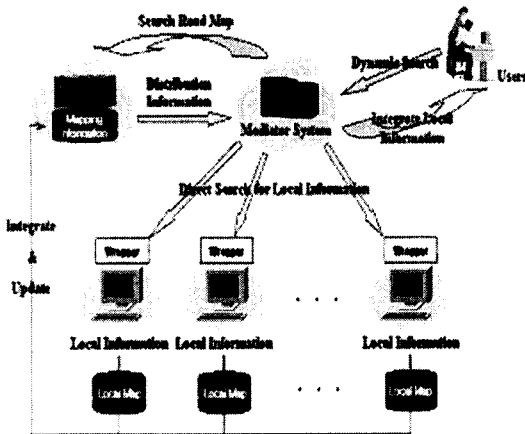 Search Road Map
Dynamic Search
Users
Distribution
Information
Mapping
Information
Mediator System
Integrate Local
Information
Direct Search for Local Information
Integrate
&
Update
Wrapper
Wrapper
Wrapper
. . .
Local Information
Local Information
Local Information
Local Map
Local Map
. . .
Local Map